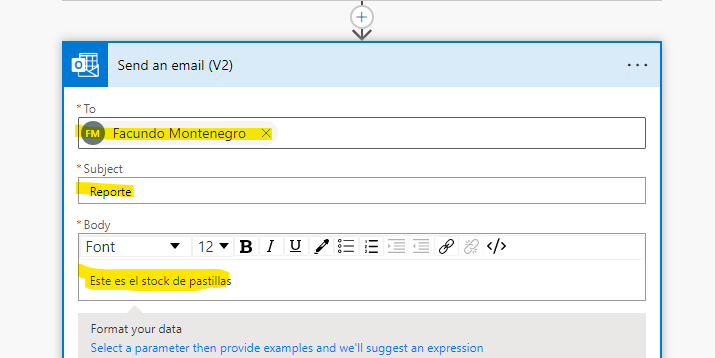 Send an email (V2)
* To
FM Facundo Montenegro
* Subject
Reporte
* Body
Font 12 B I U </>
Este es el stock de pastillas
Format your data
Select a parameter then provide examples and we'll suggest an expression